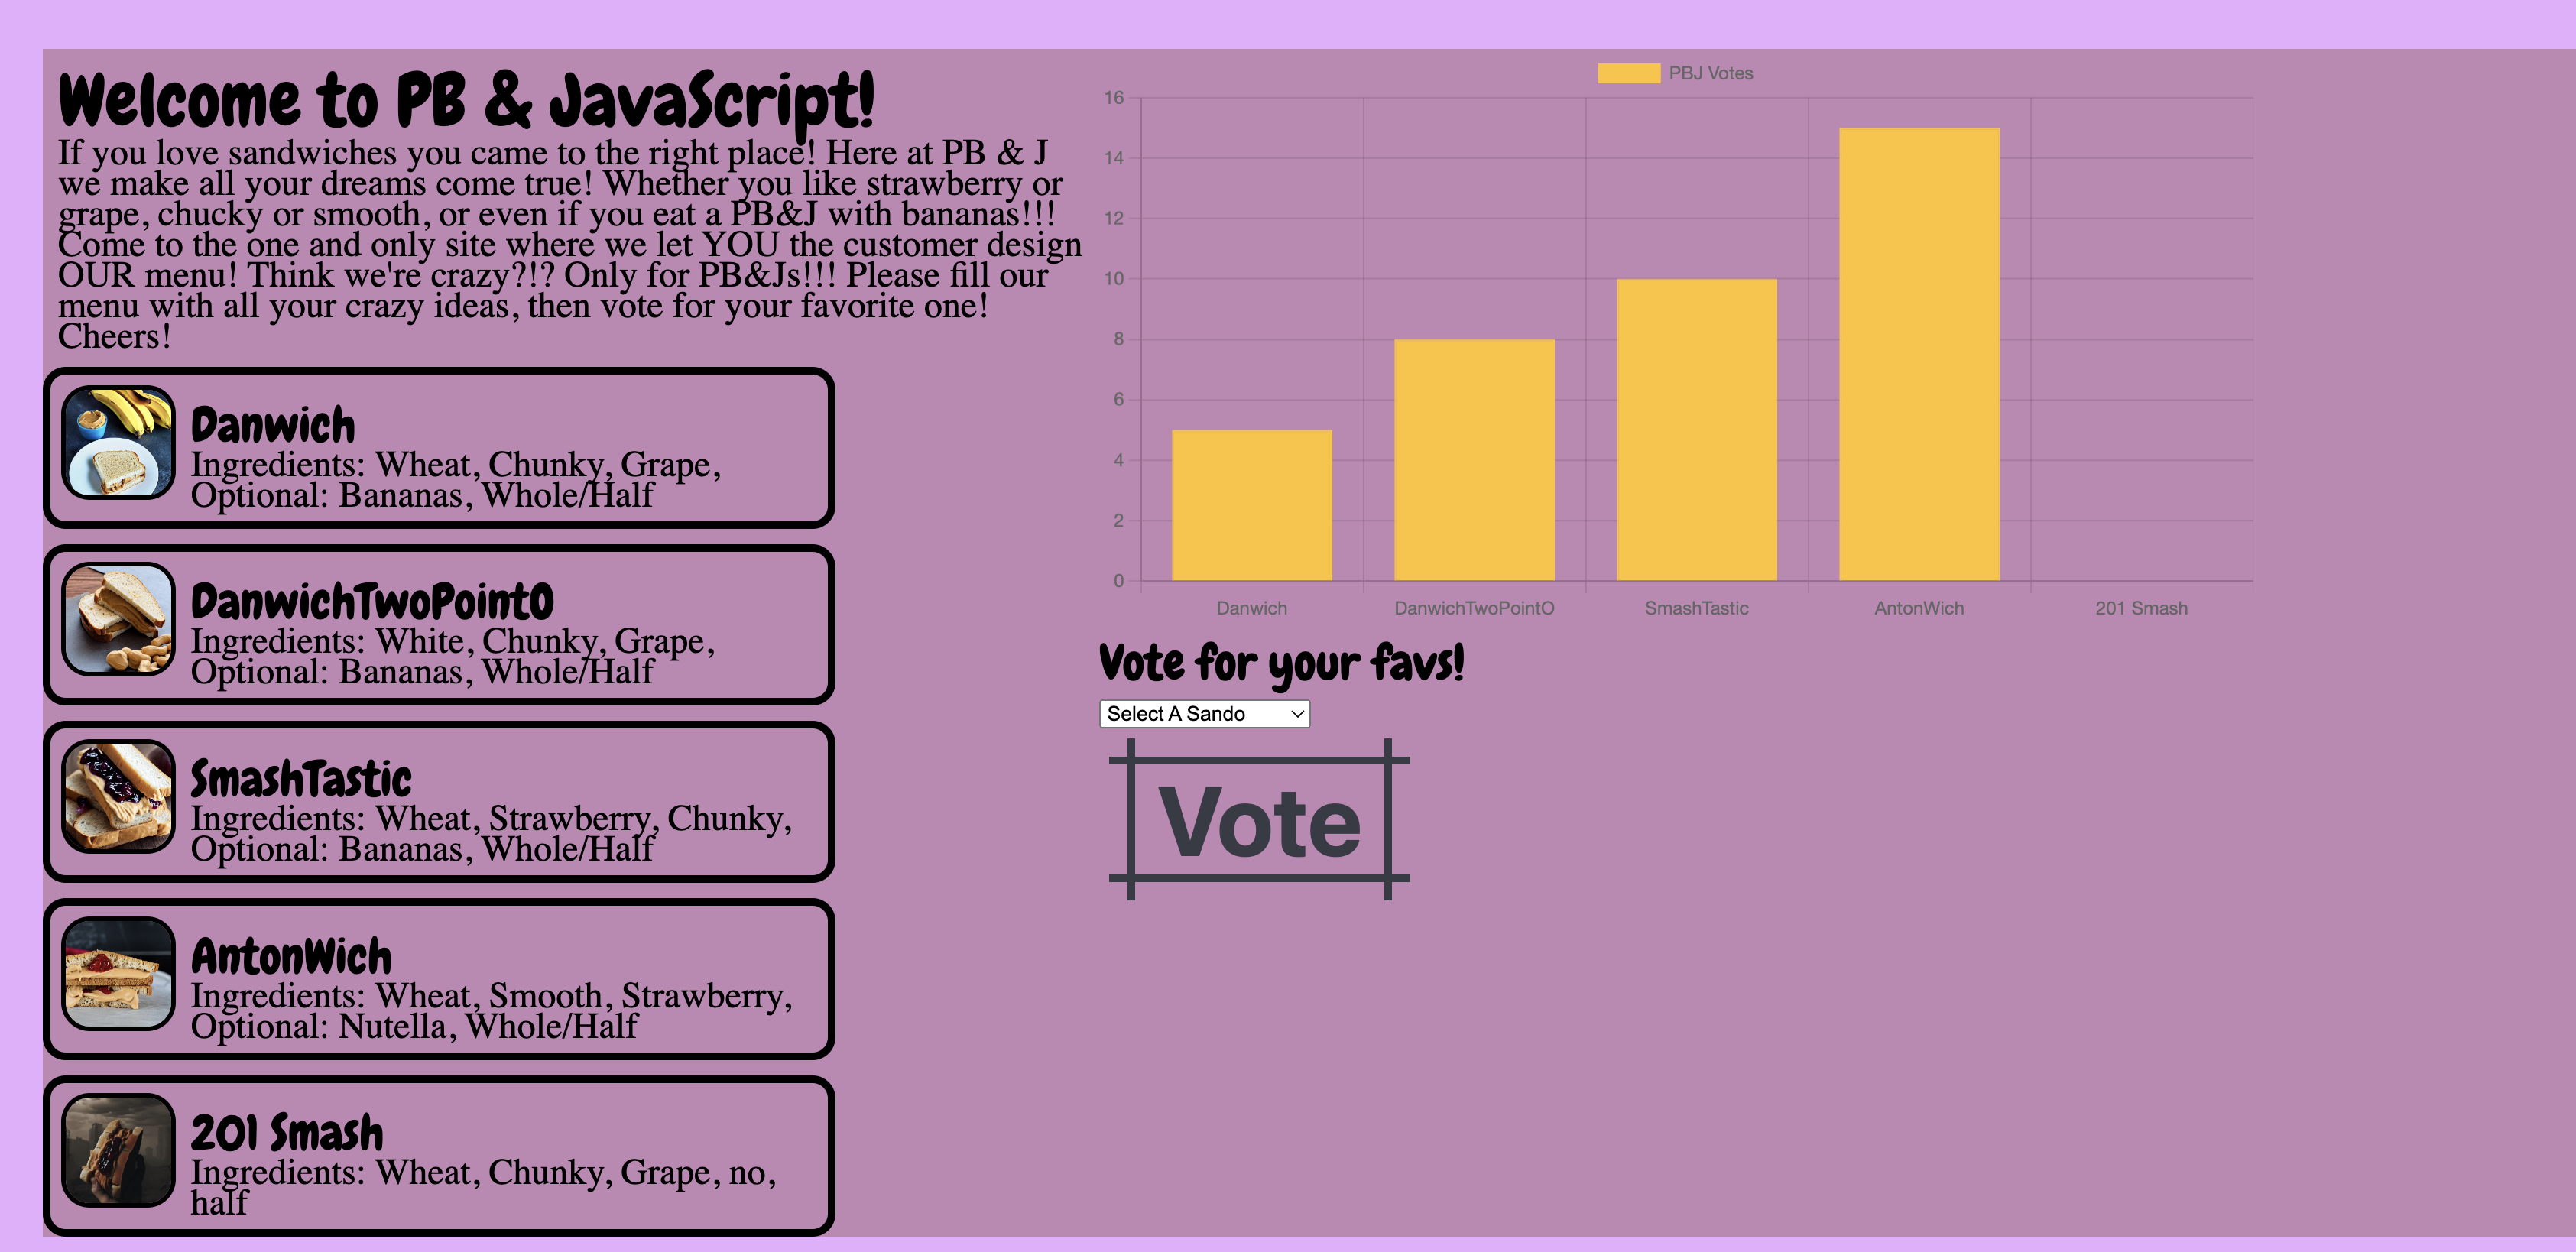 Welcome to PB & JavaScript!
If you love sandwiches you came to the right place! Here at PB & J
we make all your dreams come true! Whether you like strawberry or
grape, chucky or smooth, or even if you eat a PB&J with bananas!!!
Come to the one and only site where we let YOU the customer design
OUR menu! Think we're crazy?!? Only for PB&Js!!! Please fill our
menu with all your crazy ideas, then vote for your favorite one!
Cheers!
Danwich
Ingredients: Wheat, Chunky, Grape,
Optional: Bananas, Whole/Half
DanwichTwoPointO
Ingredients: White, Chunky, Grape,
Optional: Bananas, Whole/Half
SmashTastic
Ingredients: Wheat, Strawberry, Chunky,
Optional: Bananas, Whole/Half
AntonWich
Ingredients: Wheat, Smooth, Strawberry,
Optional: Nutella, Whole/Half
201 Smash
Ingredients: Wheat, Chunky, Grape, no,
half
PBJ Votes
16
14
12
10
8
6
4
2
0
Danwich DanwichTwoPointO SmashTastic AntonWich 201 Smash
Vote for your favs!
Select A Sando
Vote